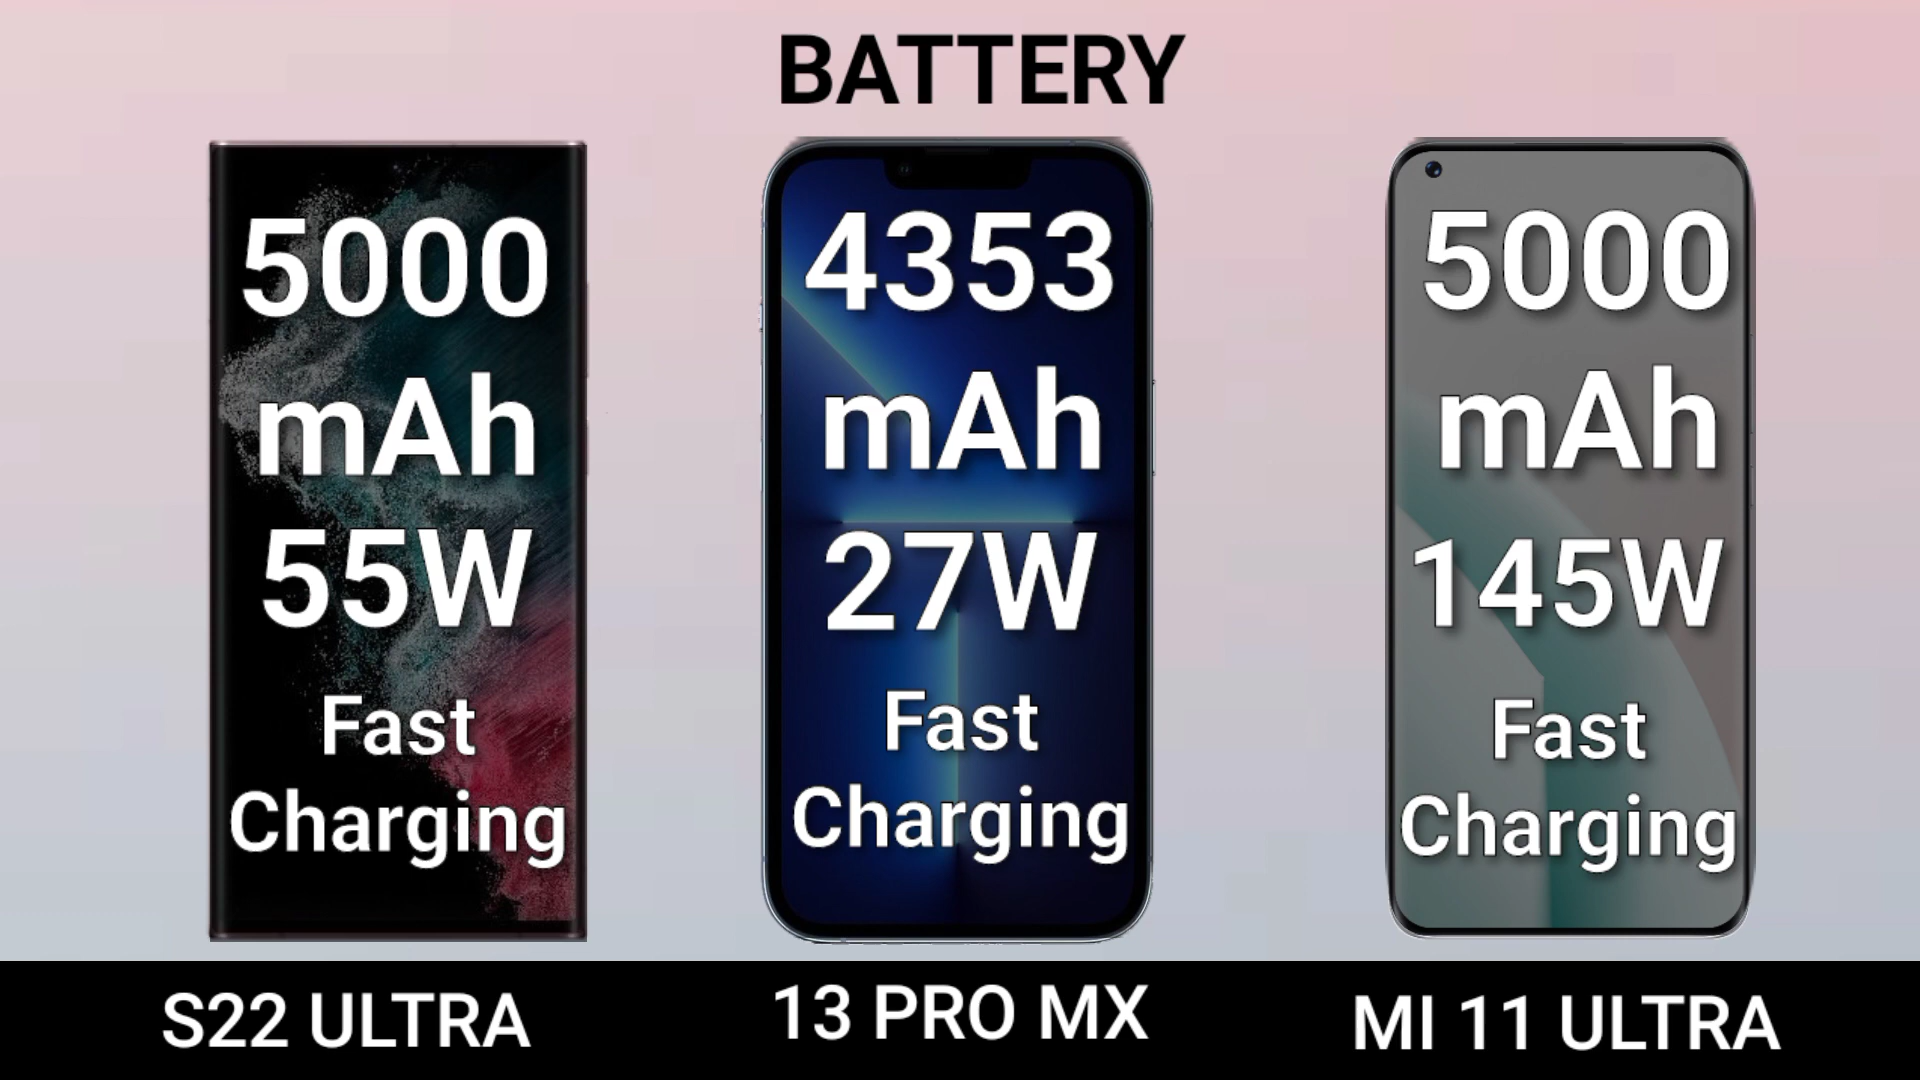 BATTERY
5000
mAh
55W
Fast
Charging
4353
mAh
27W
Fast
Charging
5000
mAh
145W
Fast
Charging
S22 ULTRA
13 PRO MX
MI 11 ULTRA